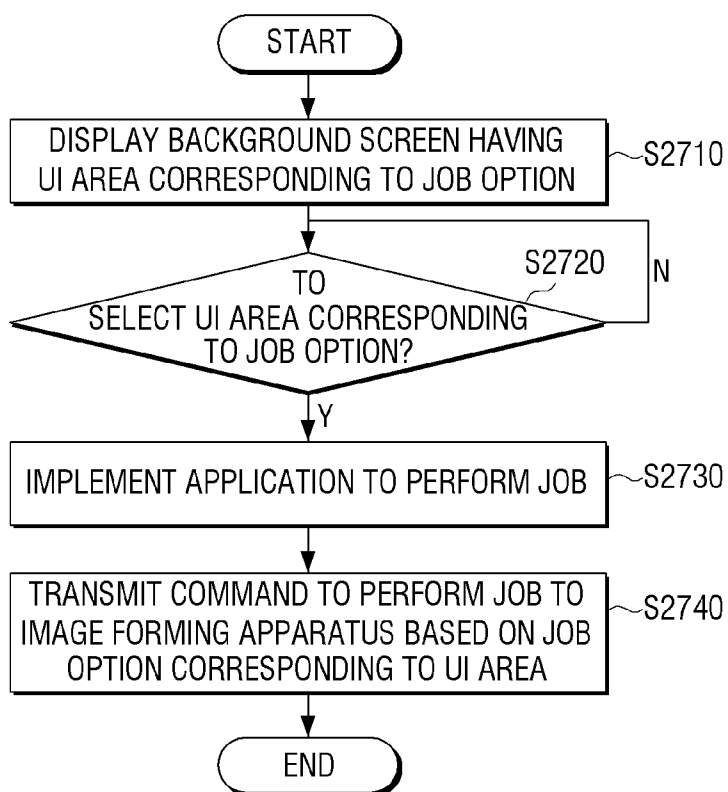 START
DISPLAY BACKGROUND SCREEN HAVING
UI AREA CORRESPONDING TO JOB OPTION
S2710
S2720
N
TO
SELECT UI AREA CORRESPONDING
TO JOB OPTION?
Y
IMPLEMENT APPLICATION TO PERFORM JOB
S2730
TRANSMIT COMMAND TO PERFORM JOB TO
IMAGE FORMING APPARATUS BASED ON JOB
OPTION CORRESPONDING TO UI AREA
S2740
END